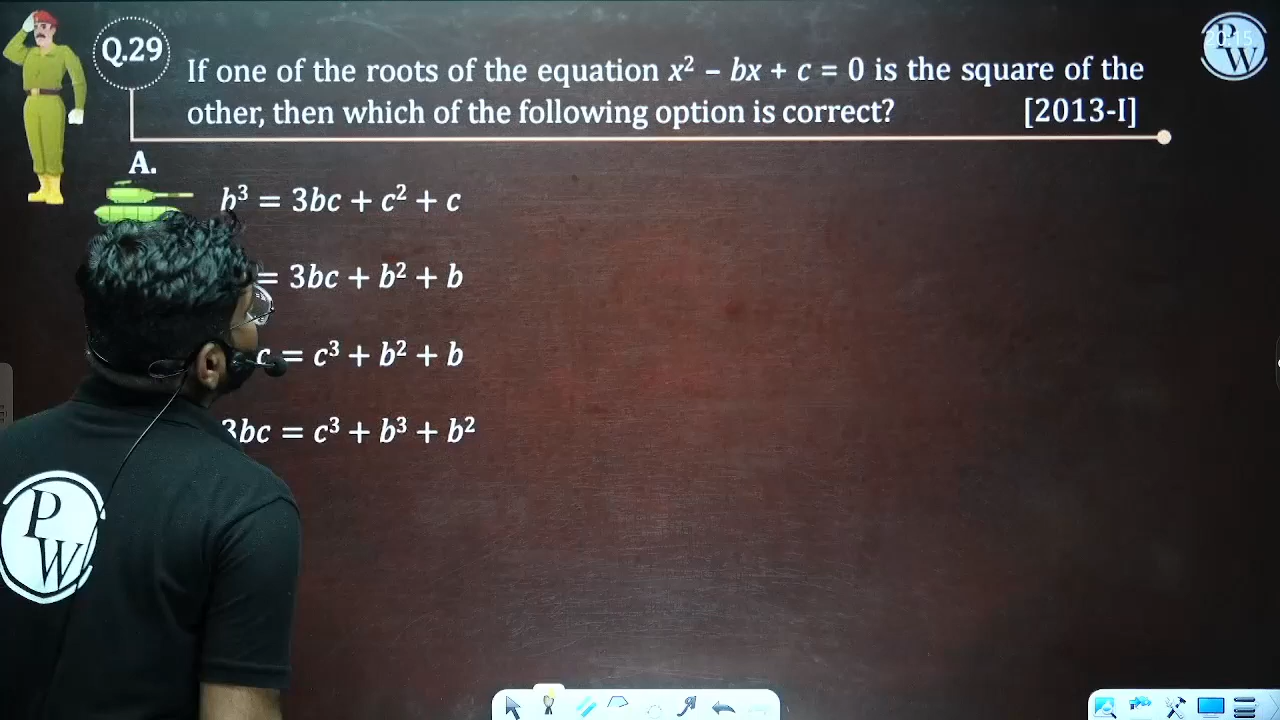 Q.29
If one of the roots of the equation x² – bx + c = 0 is the square of the
other, then which of the following option is correct? [2013-I]
A.
b³ = 3bc + c² + c
= 3bc + b² + b
c = c³ + b² + b
3bc = c³ + b³ + b²
P
W
PW